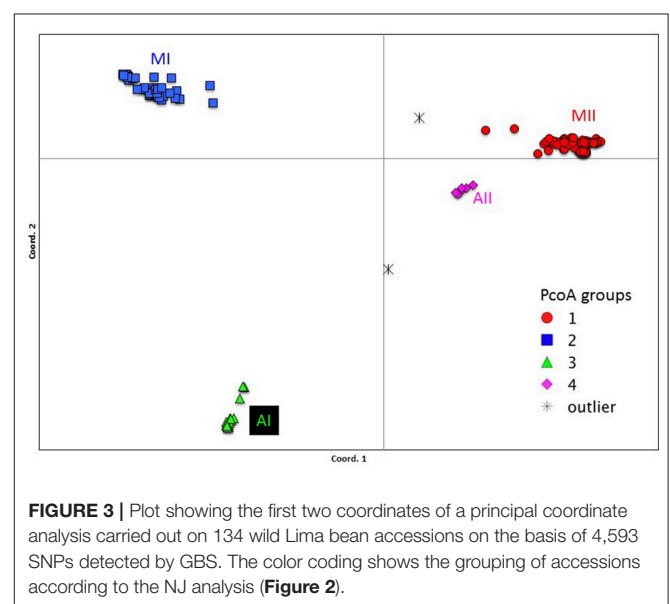 MI
MII
AII
Coord. 2
PcoA groups
1
2
3
4
outlier
AI
Coord. 1
FIGURE 3 | Plot showing the first two coordinates of a principal coordinate
analysis carried out on 134 wild Lima bean accessions on the basis of 4,593
SNPs detected by GBS. The color coding shows the grouping of accessions
according to the NJ analysis (Figure 2).